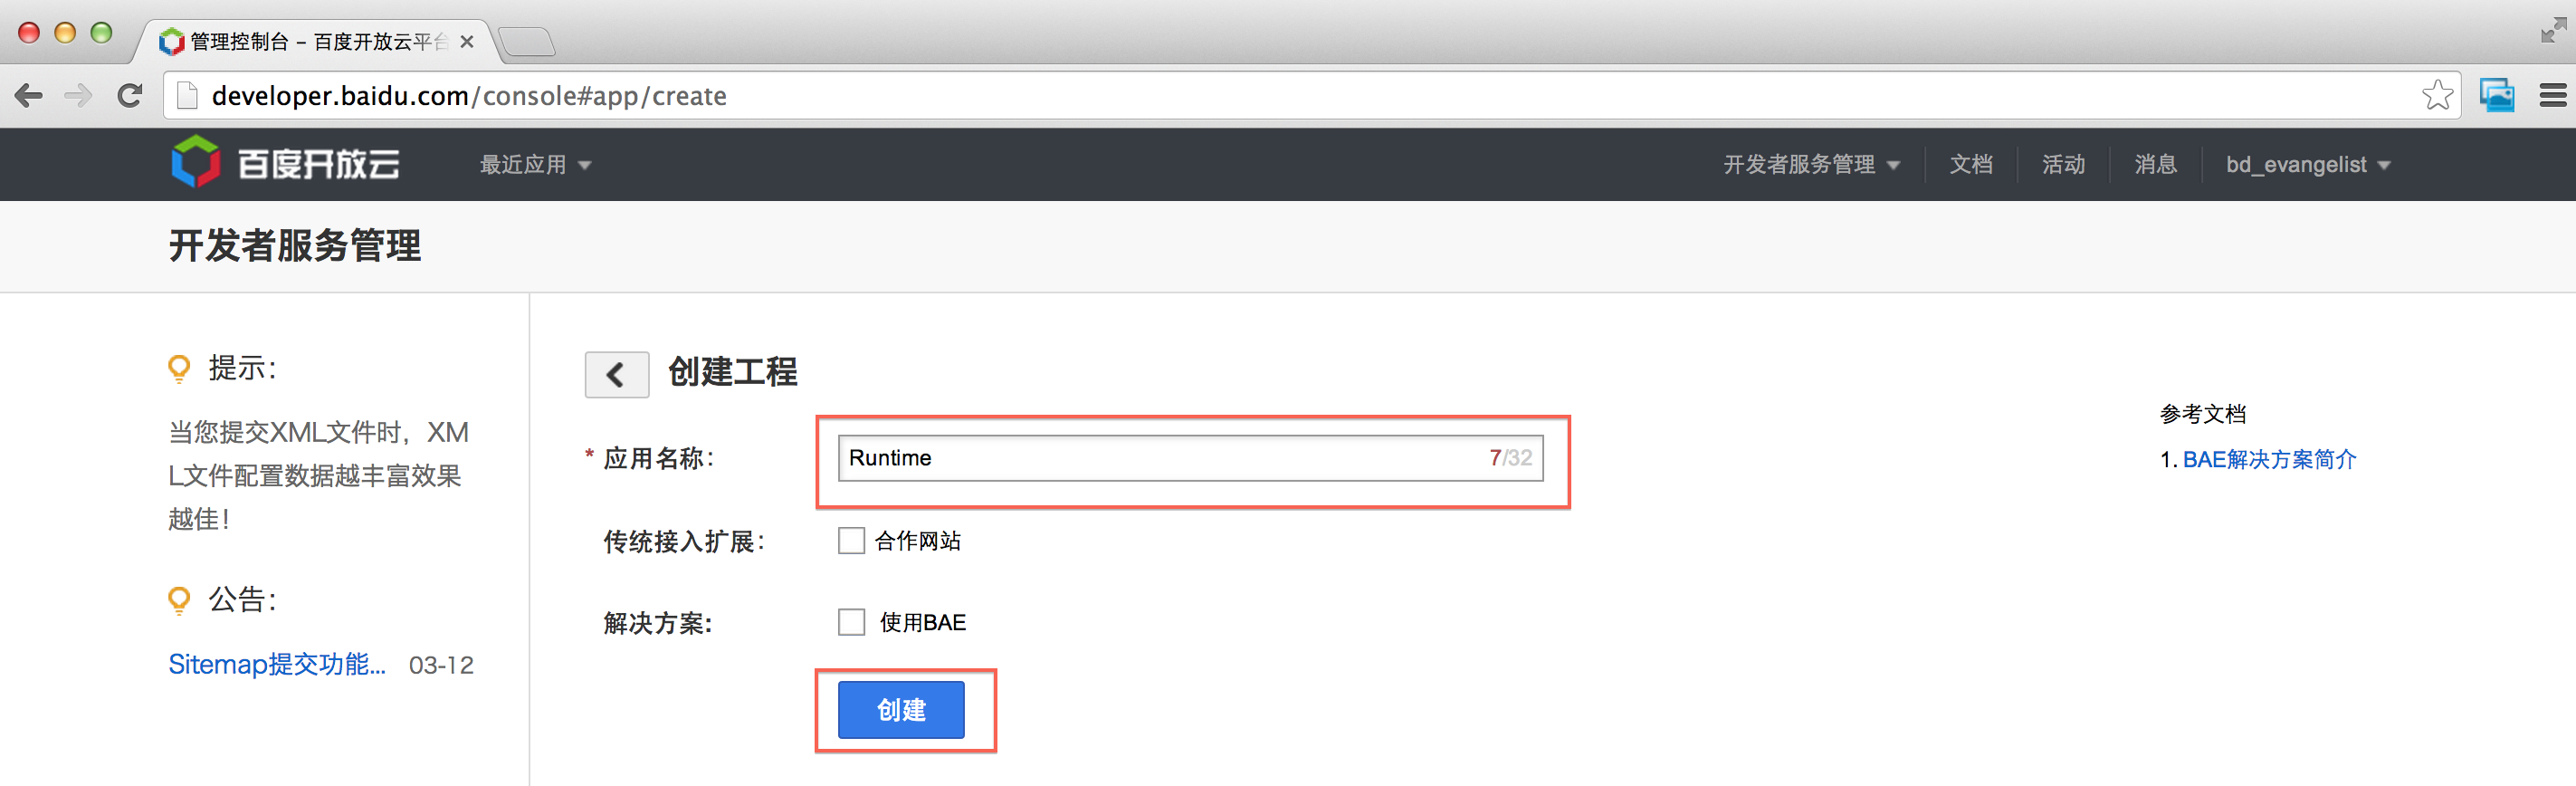 管理控制台 – 百度开放云平台
developer.baidu.com/console#app/create
百度开放云
最近应用
开发者服务管理
文档
活动
消息
bd_evangelist
开发者服务管理
提示：
当您提交XML文件时，XM
L文件配置数据越丰富效果
越佳！
公告：
Sitemap提交功能... 03-12
创建工程
* 应用名称：
Runtime 7/32
传统接入扩展：
合作网站
解决方案:
使用BAE
创建
参考文档
1. BAE解决方案简介